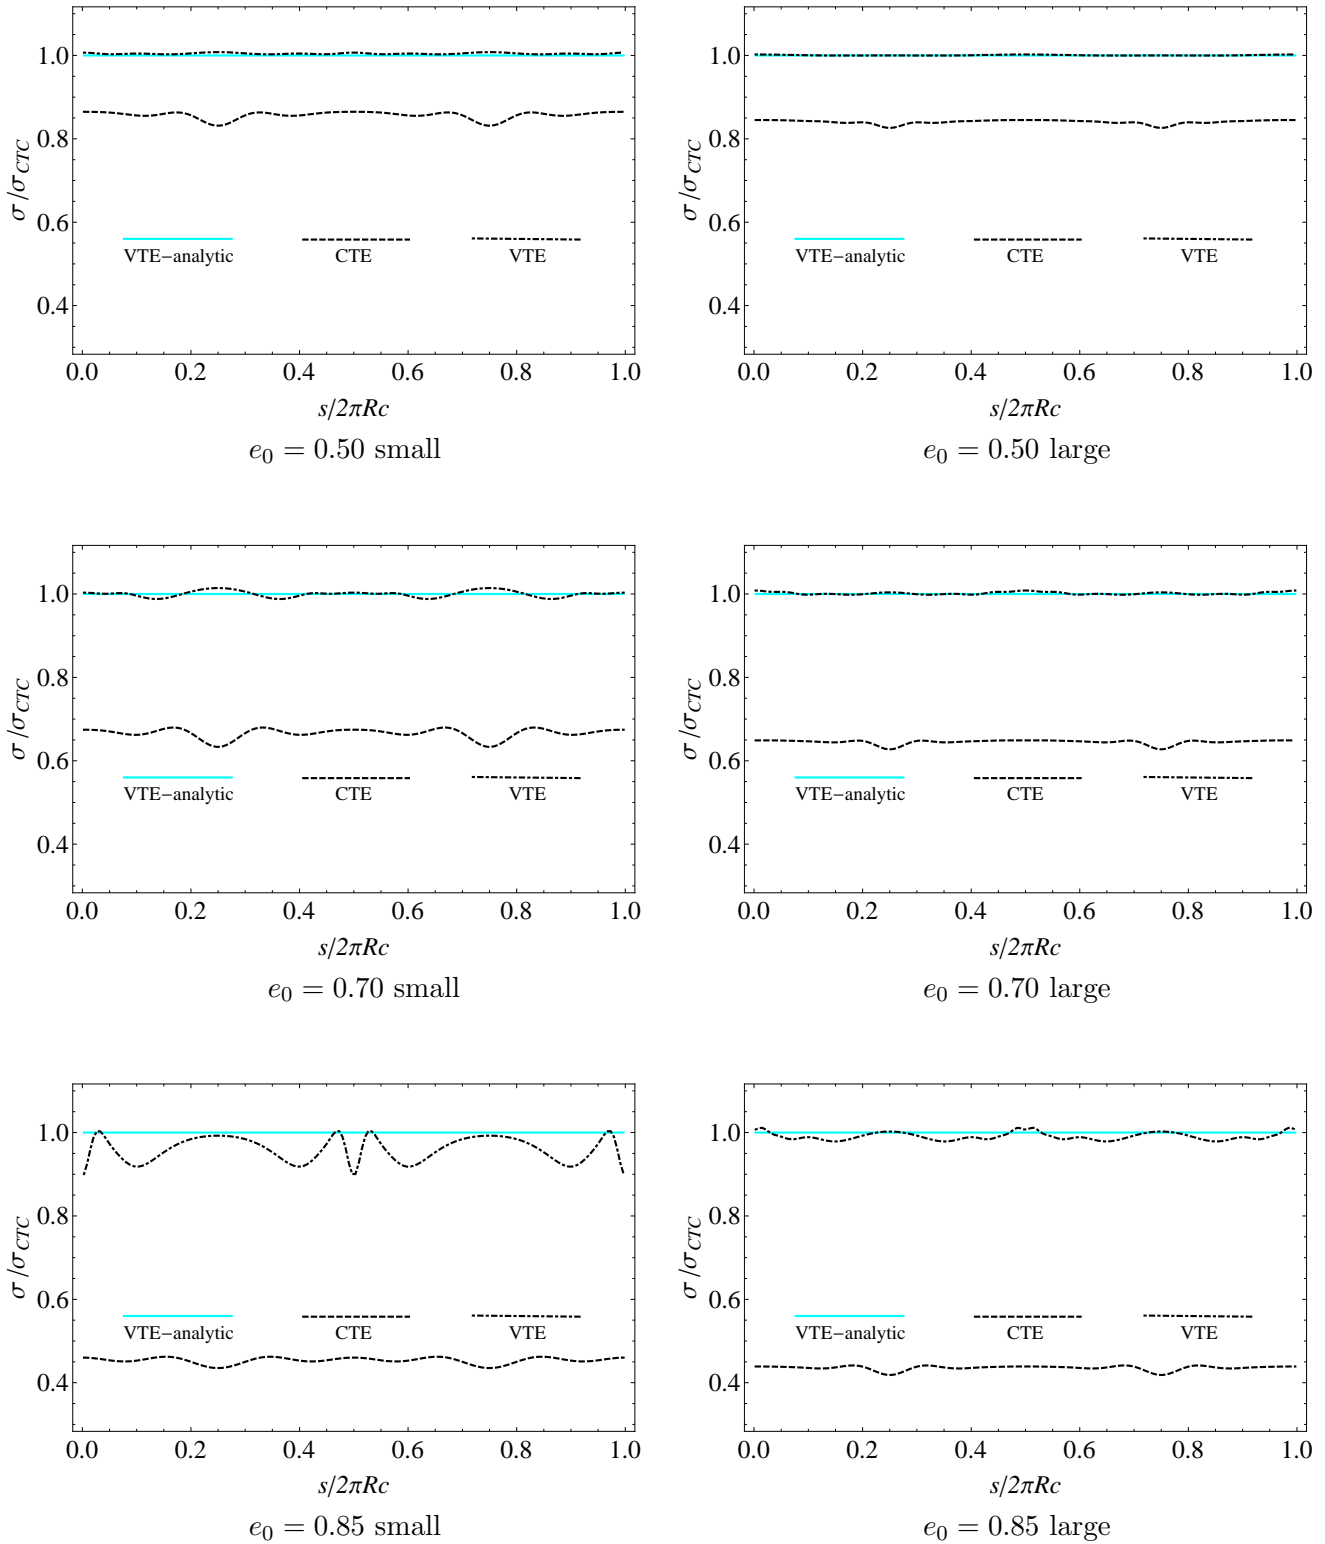 1.0
0.8
0.6
0.4
σ/σCTC
VTE−analytic CTE VTE
0.0 0.2 0.4 0.6 0.8 1.0
s/2πRc
e0 = 0.50 small
1.0
0.8
0.6
0.4
σ/σCTC
VTE−analytic CTE VTE
0.0 0.2 0.4 0.6 0.8 1.0
s/2πRc
e0 = 0.50 large
1.0
0.8
0.6
0.4
σ/σCTC
VTE−analytic CTE VTE
0.0 0.2 0.4 0.6 0.8 1.0
s/2πRc
e0 = 0.70 small
1.0
0.8
0.6
0.4
σ/σCTC
VTE−analytic CTE VTE
0.0 0.2 0.4 0.6 0.8 1.0
s/2πRc
e0 = 0.70 large
1.0
0.8
0.6
0.4
σ/σCTC
VTE−analytic CTE VTE
0.0 0.2 0.4 0.6 0.8 1.0
s/2πRc
e0 = 0.85 small
1.0
0.8
0.6
0.4
σ/σCTC
VTE−analytic CTE VTE
0.0 0.2 0.4 0.6 0.8 1.0
s/2πRc
e0 = 0.85 large